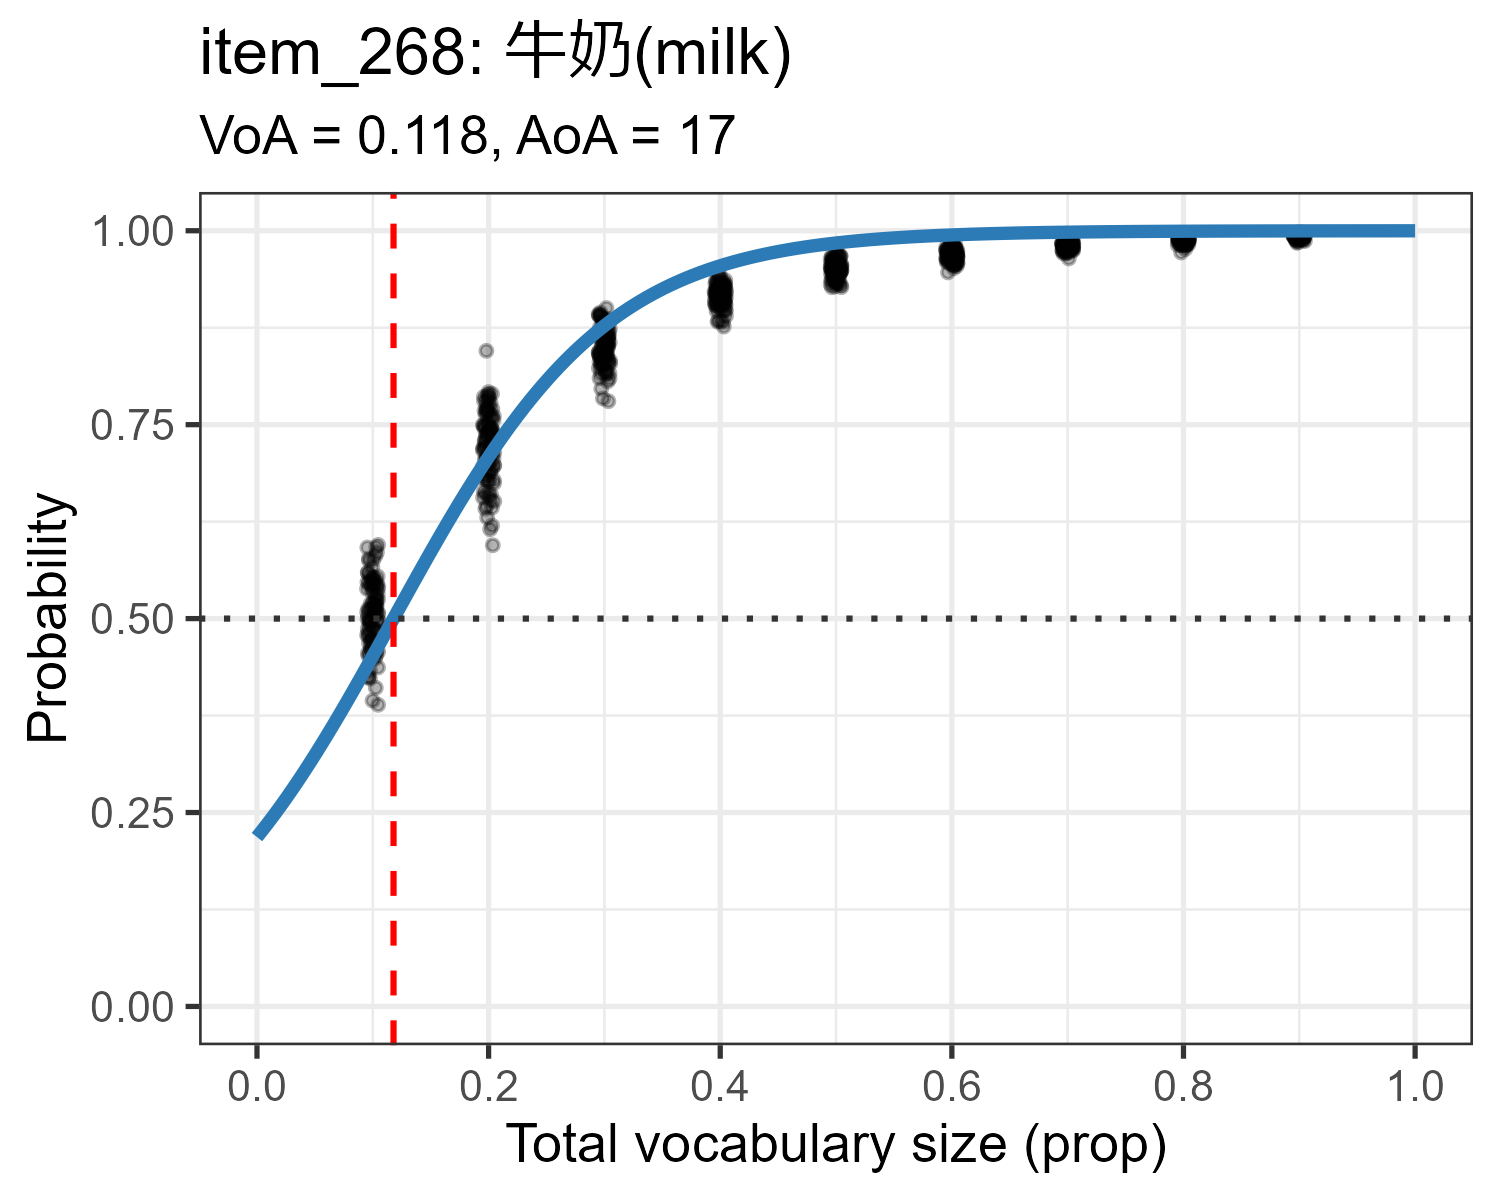 item_268: 牛奶(milk)
VoA = 0.118, AoA = 17
1.00
0.75
0.50
0.25
0.00
Probability
0.0 0.2 0.4 0.6 0.8 1.0
Total vocabulary size (prop)